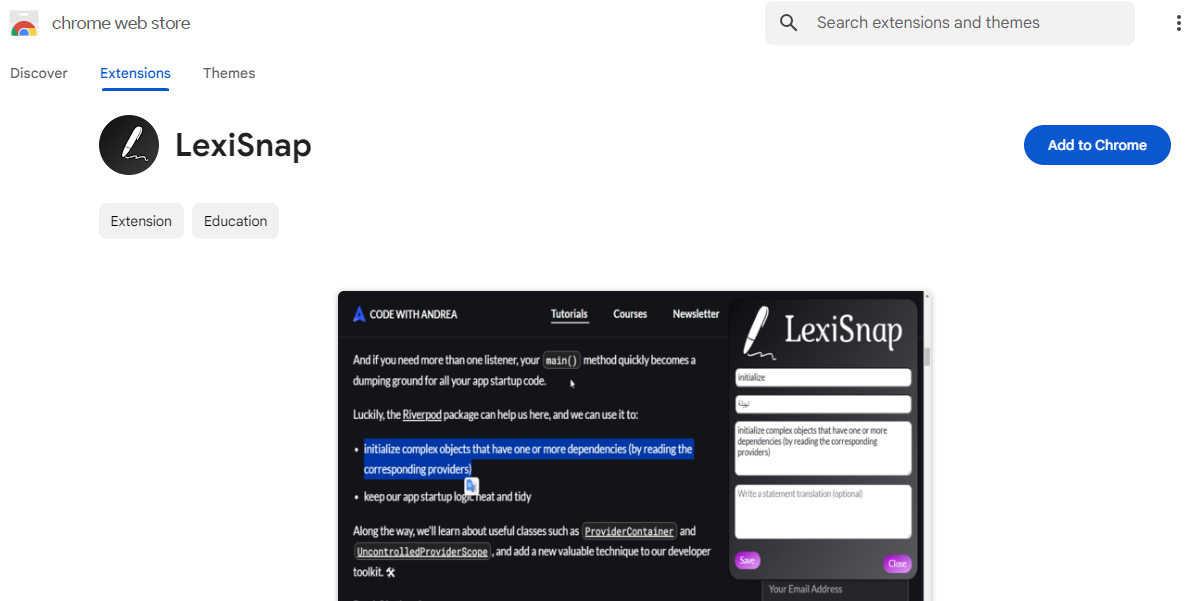 chrome web store
Search extensions and themes
Discover
Extensions
Themes
LexiSnap
Add to Chrome
Extension
Education
CODE WITH ANDREA
Tutorials
Courses
Newsletter
And if you need more than one listener, your main() method quickly becomes a
dumping ground for all your app startup code.
Luckily, the Riverpod package can help us here, and we can use it to:
• initialize complex objects that have one or more dependencies (by reading the
corresponding providers)
• keep our app startup logic neat and tidy
Along the way, we'll learn about useful classes such as ProviderContainer and
UncontrolledProviderScope, and add a new valuable technique to our developer
toolkit. 🛠
LexiSnap
initialize
initialize complex objects that have one or more
dependencies (by reading the corresponding
providers)
Write a statement translation (optional)
Save
Close
Your Email Address